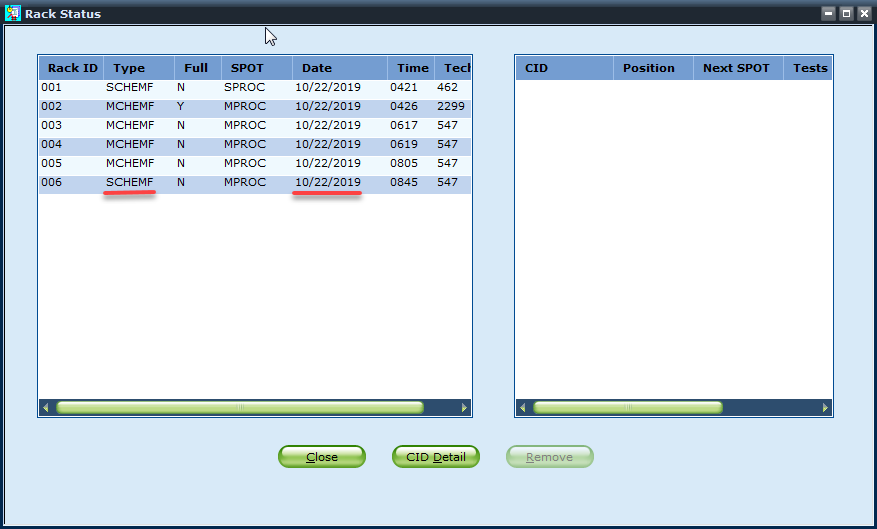 Rack Status
Rack ID Type Full SPOT Date Time Tech
001 SCHEMF N SPROC 10/22/2019 0421 462
002 MCHEMF Y MPROC 10/22/2019 0426 2299
003 MCHEMF N MPROC 10/22/2019 0617 547
004 MCHEMF N MPROC 10/22/2019 0619 547
005 MCHEMF N MPROC 10/22/2019 0805 547
006 SCHEMF N MPROC 10/22/2019 0845 547
CID Position Next SPOT Tests
Close CID Detail Remove